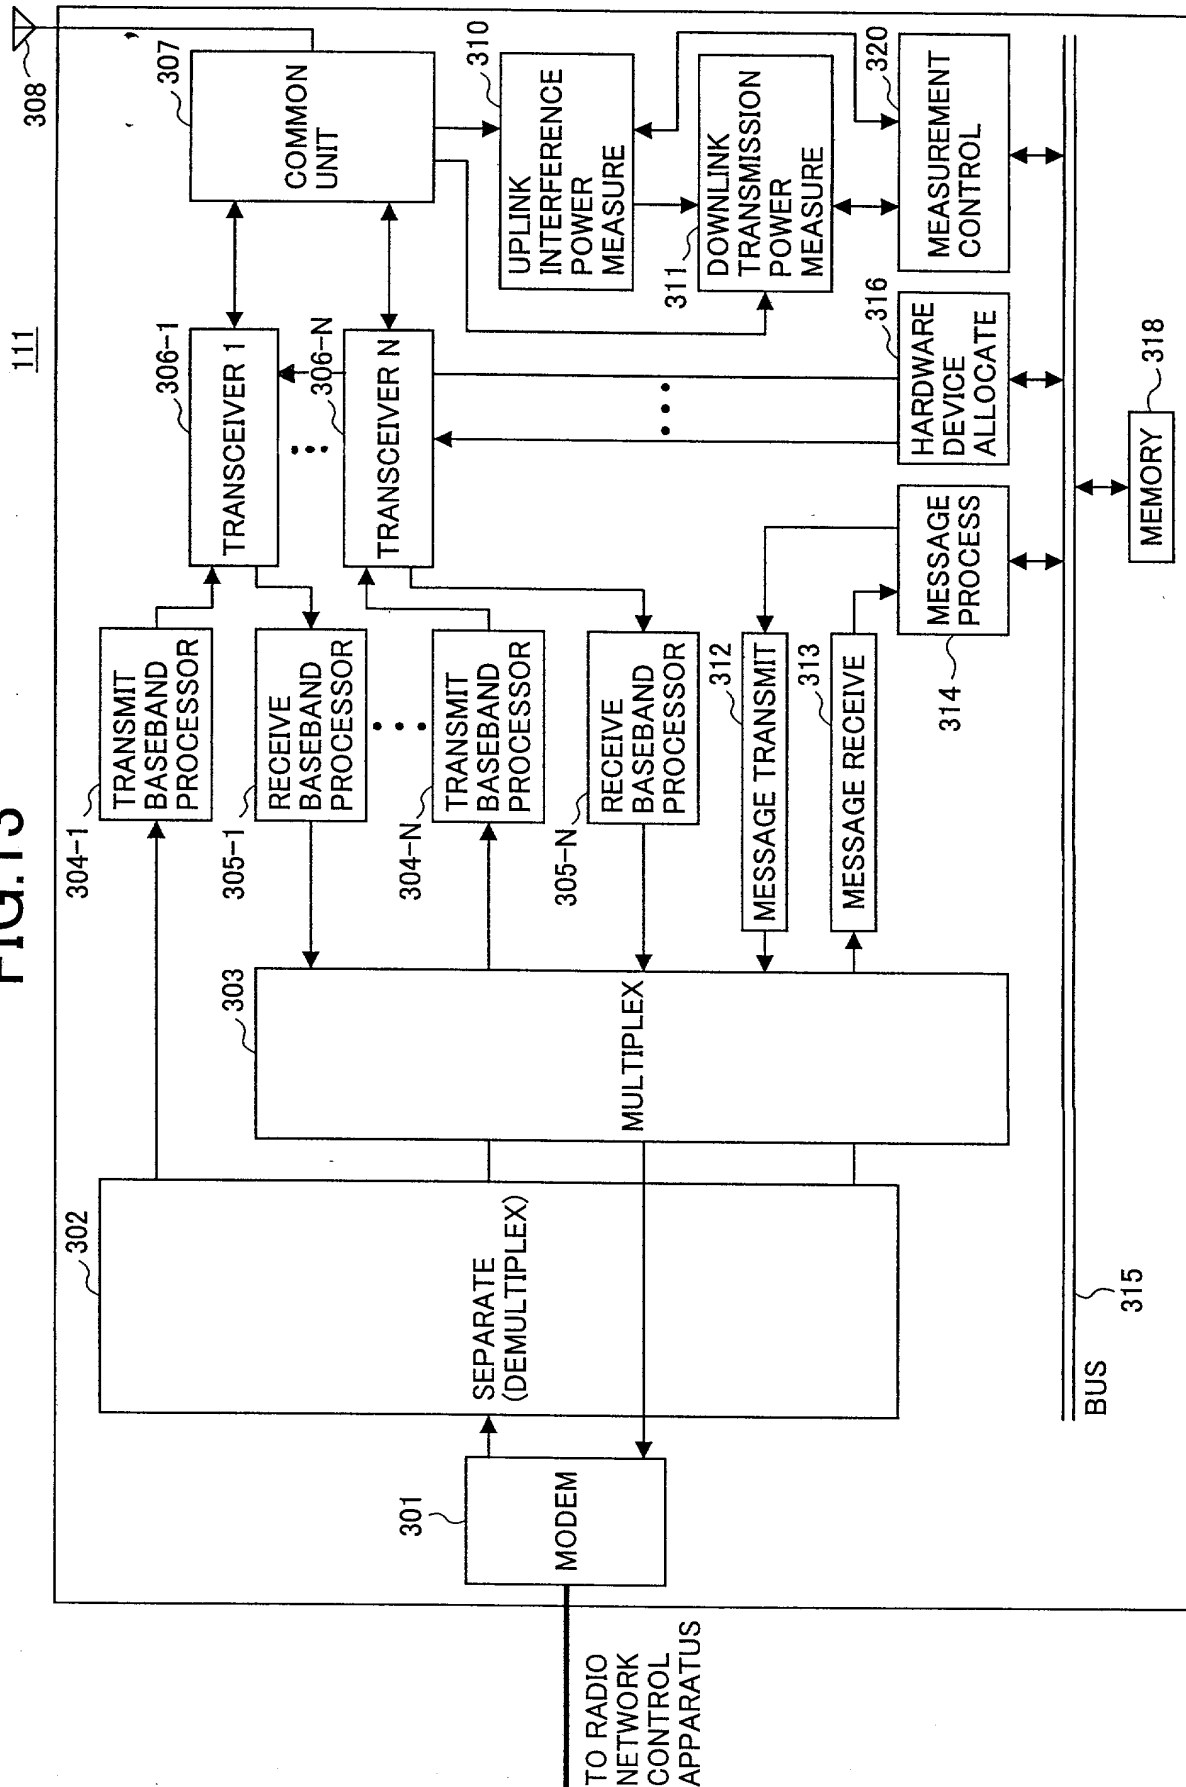 111
308
301
MODEM
TO RADIO
NETWORK
CONTROL
APPARATUS
302
SEPARATE
(DEMULTIPLEX)
303
MULTIPLEX
304-1
TRANSMIT
BASEBAND
PROCESSOR
305-1
RECEIVE
BASEBAND
PROCESSOR
304-N
TRANSMIT
BASEBAND
PROCESSOR
305-N
RECEIVE
BASEBAND
PROCESSOR
312
MESSAGE TRANSMIT
313
MESSAGE RECEIVE
306-1
TRANSCEIVER 1
306-N
TRANSCEIVER N
314
MESSAGE
PROCESS
316
HARDWARE
DEVICE
ALLOCATE
307
COMMON
UNIT
310
UPLINK
INTERFERENCE
POWER
MEASURE
311
DOWNLINK
TRANSMISSION
POWER
MEASURE
320
MEASUREMENT
CONTROL
BUS
315
MEMORY
318